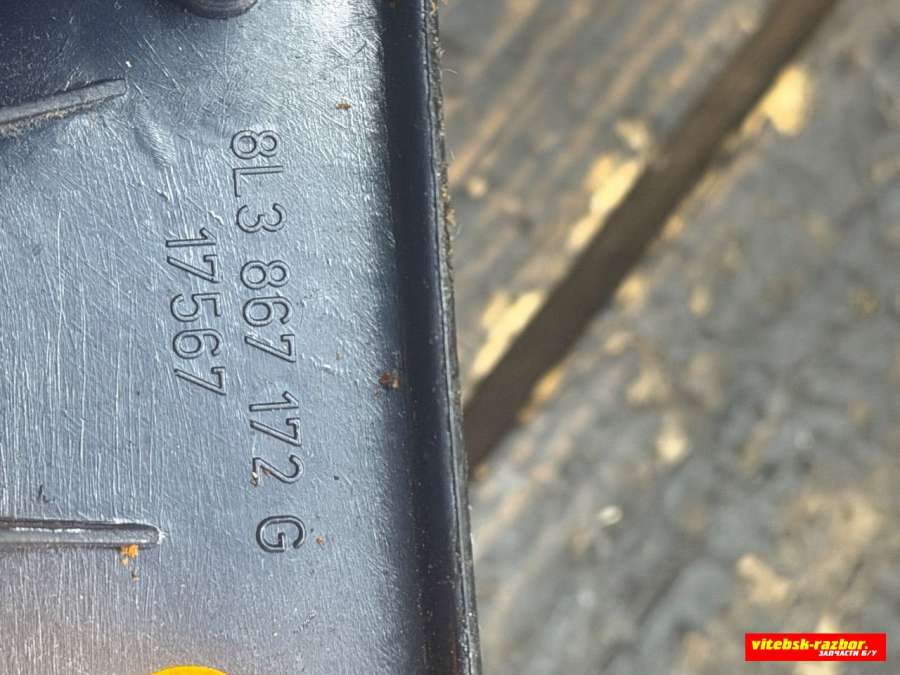 8L3 867 172 G
17567
vitebsk-razbor.
ЗАПЧАСТИ Б/У